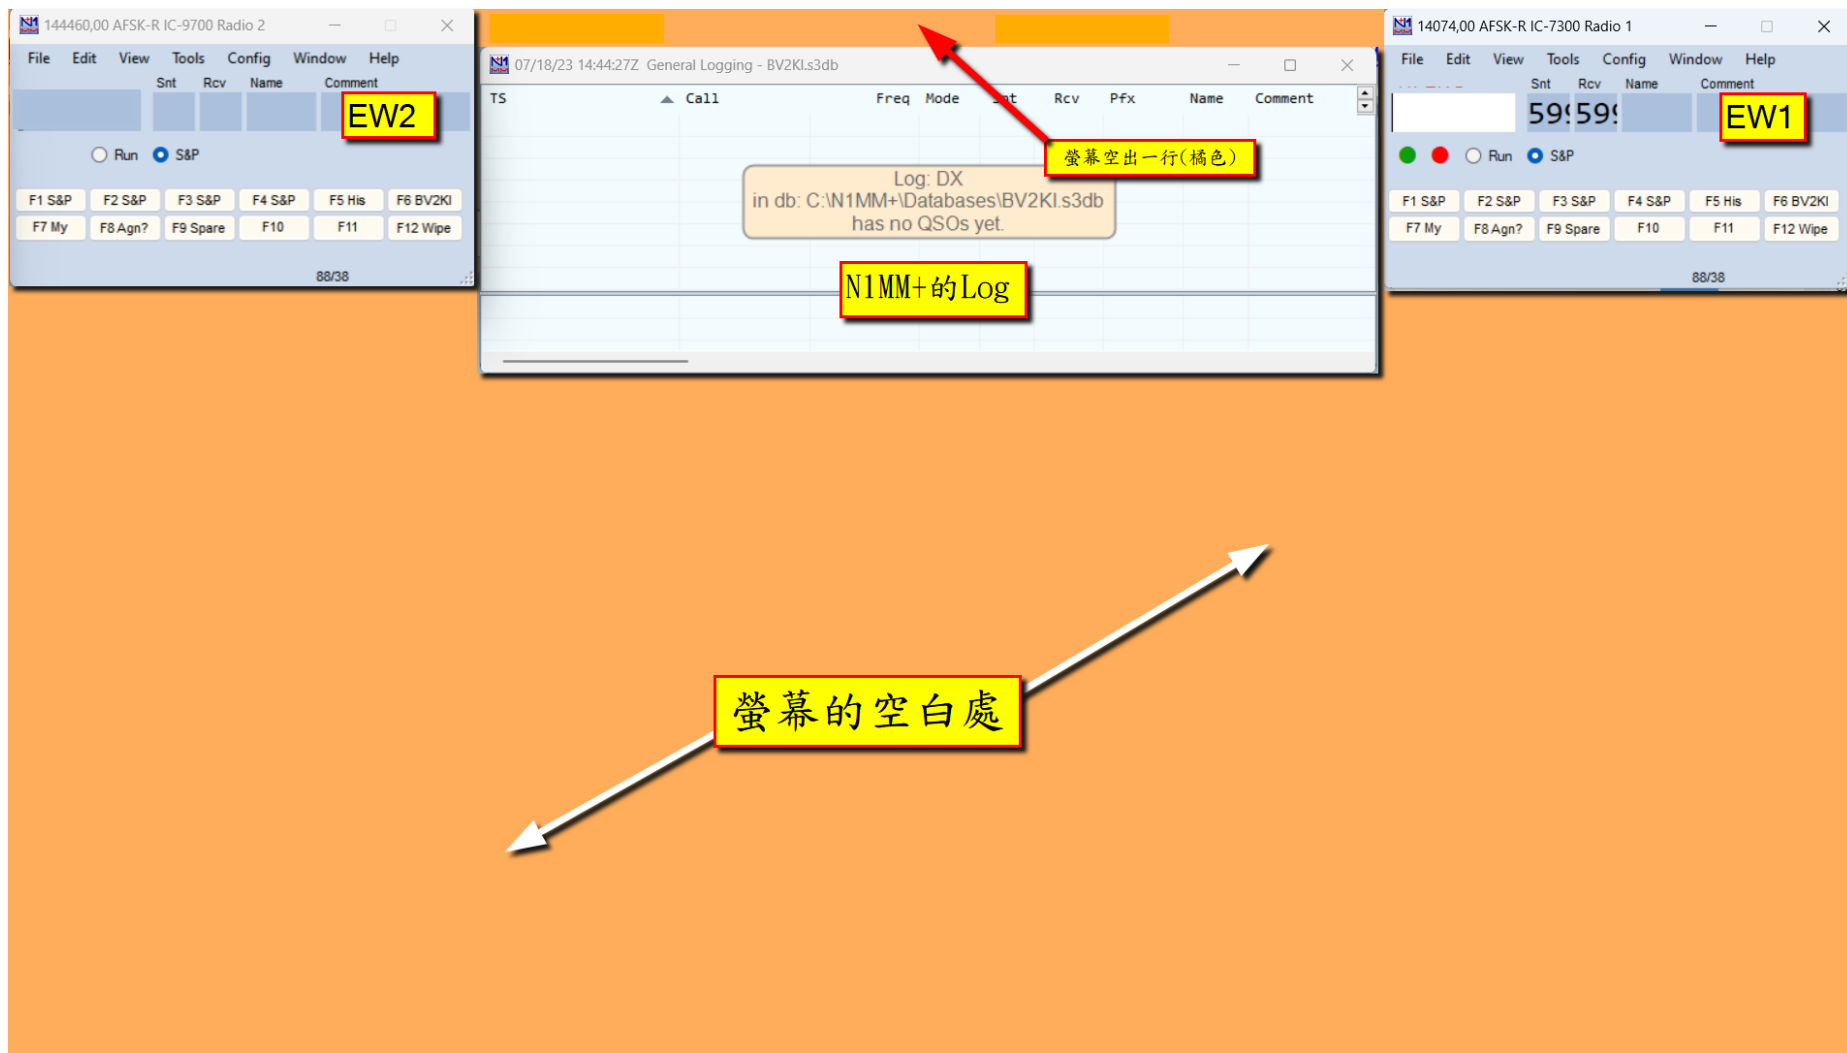 144460,00 AFSK-R IC-9700 Radio 2
File Edit View Tools Config Window Help
Snt Rcv Name Comment
EW2
Run S&P
F1 S&P F2 S&P F3 S&P F4 S&P F5 His F6 BV2KI
F7 My F8 Agn? F9 Spare F10 F11 F12 Wipe
88/38
07/18/23 14:44:27Z General Logging - BV2KI.s3db
TS Call Freq Mode Snt Rcv Pfx Name Comment
螢幕空出一行(橘色)
Log: DX
in db: C:\N1MM+\Databases\BV2KI.s3db
has no QSOs yet.
N1MM+的Log
14074,00 AFSK-R IC-7300 Radio 1
File Edit View Tools Config Window Help
Snt Rcv Name Comment
599 599
EW1
Run S&P
F1 S&P F2 S&P F3 S&P F4 S&P F5 His F6 BV2KI
F7 My F8 Agn? F9 Spare F10 F11 F12 Wipe
88/38
螢幕的空白處